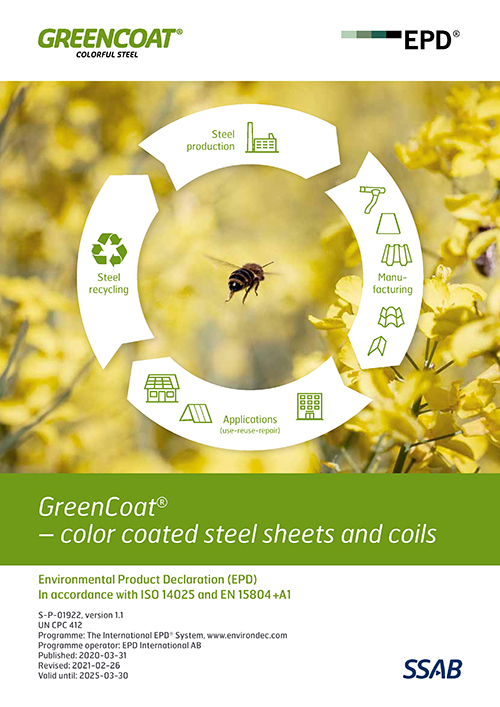 GREENCOAT®
COLORFUL STEEL
EPD®
Steel
production
Manu-
facturing
Steel
recycling
Applications
(use-reuse-repair)
GreenCoat®
– color coated steel sheets and coils
Environmental Product Declaration (EPD)
In accordance with ISO 14025 and EN 15804+A1
S-P-01922, version 1.1
UN CPC 412
Programme: The International EPD® System, www.environdec.com
Programme operator: EPD International AB
Published: 2020-03-31
Revised: 2021-02-26
Valid until: 2025-03-30
SSAB